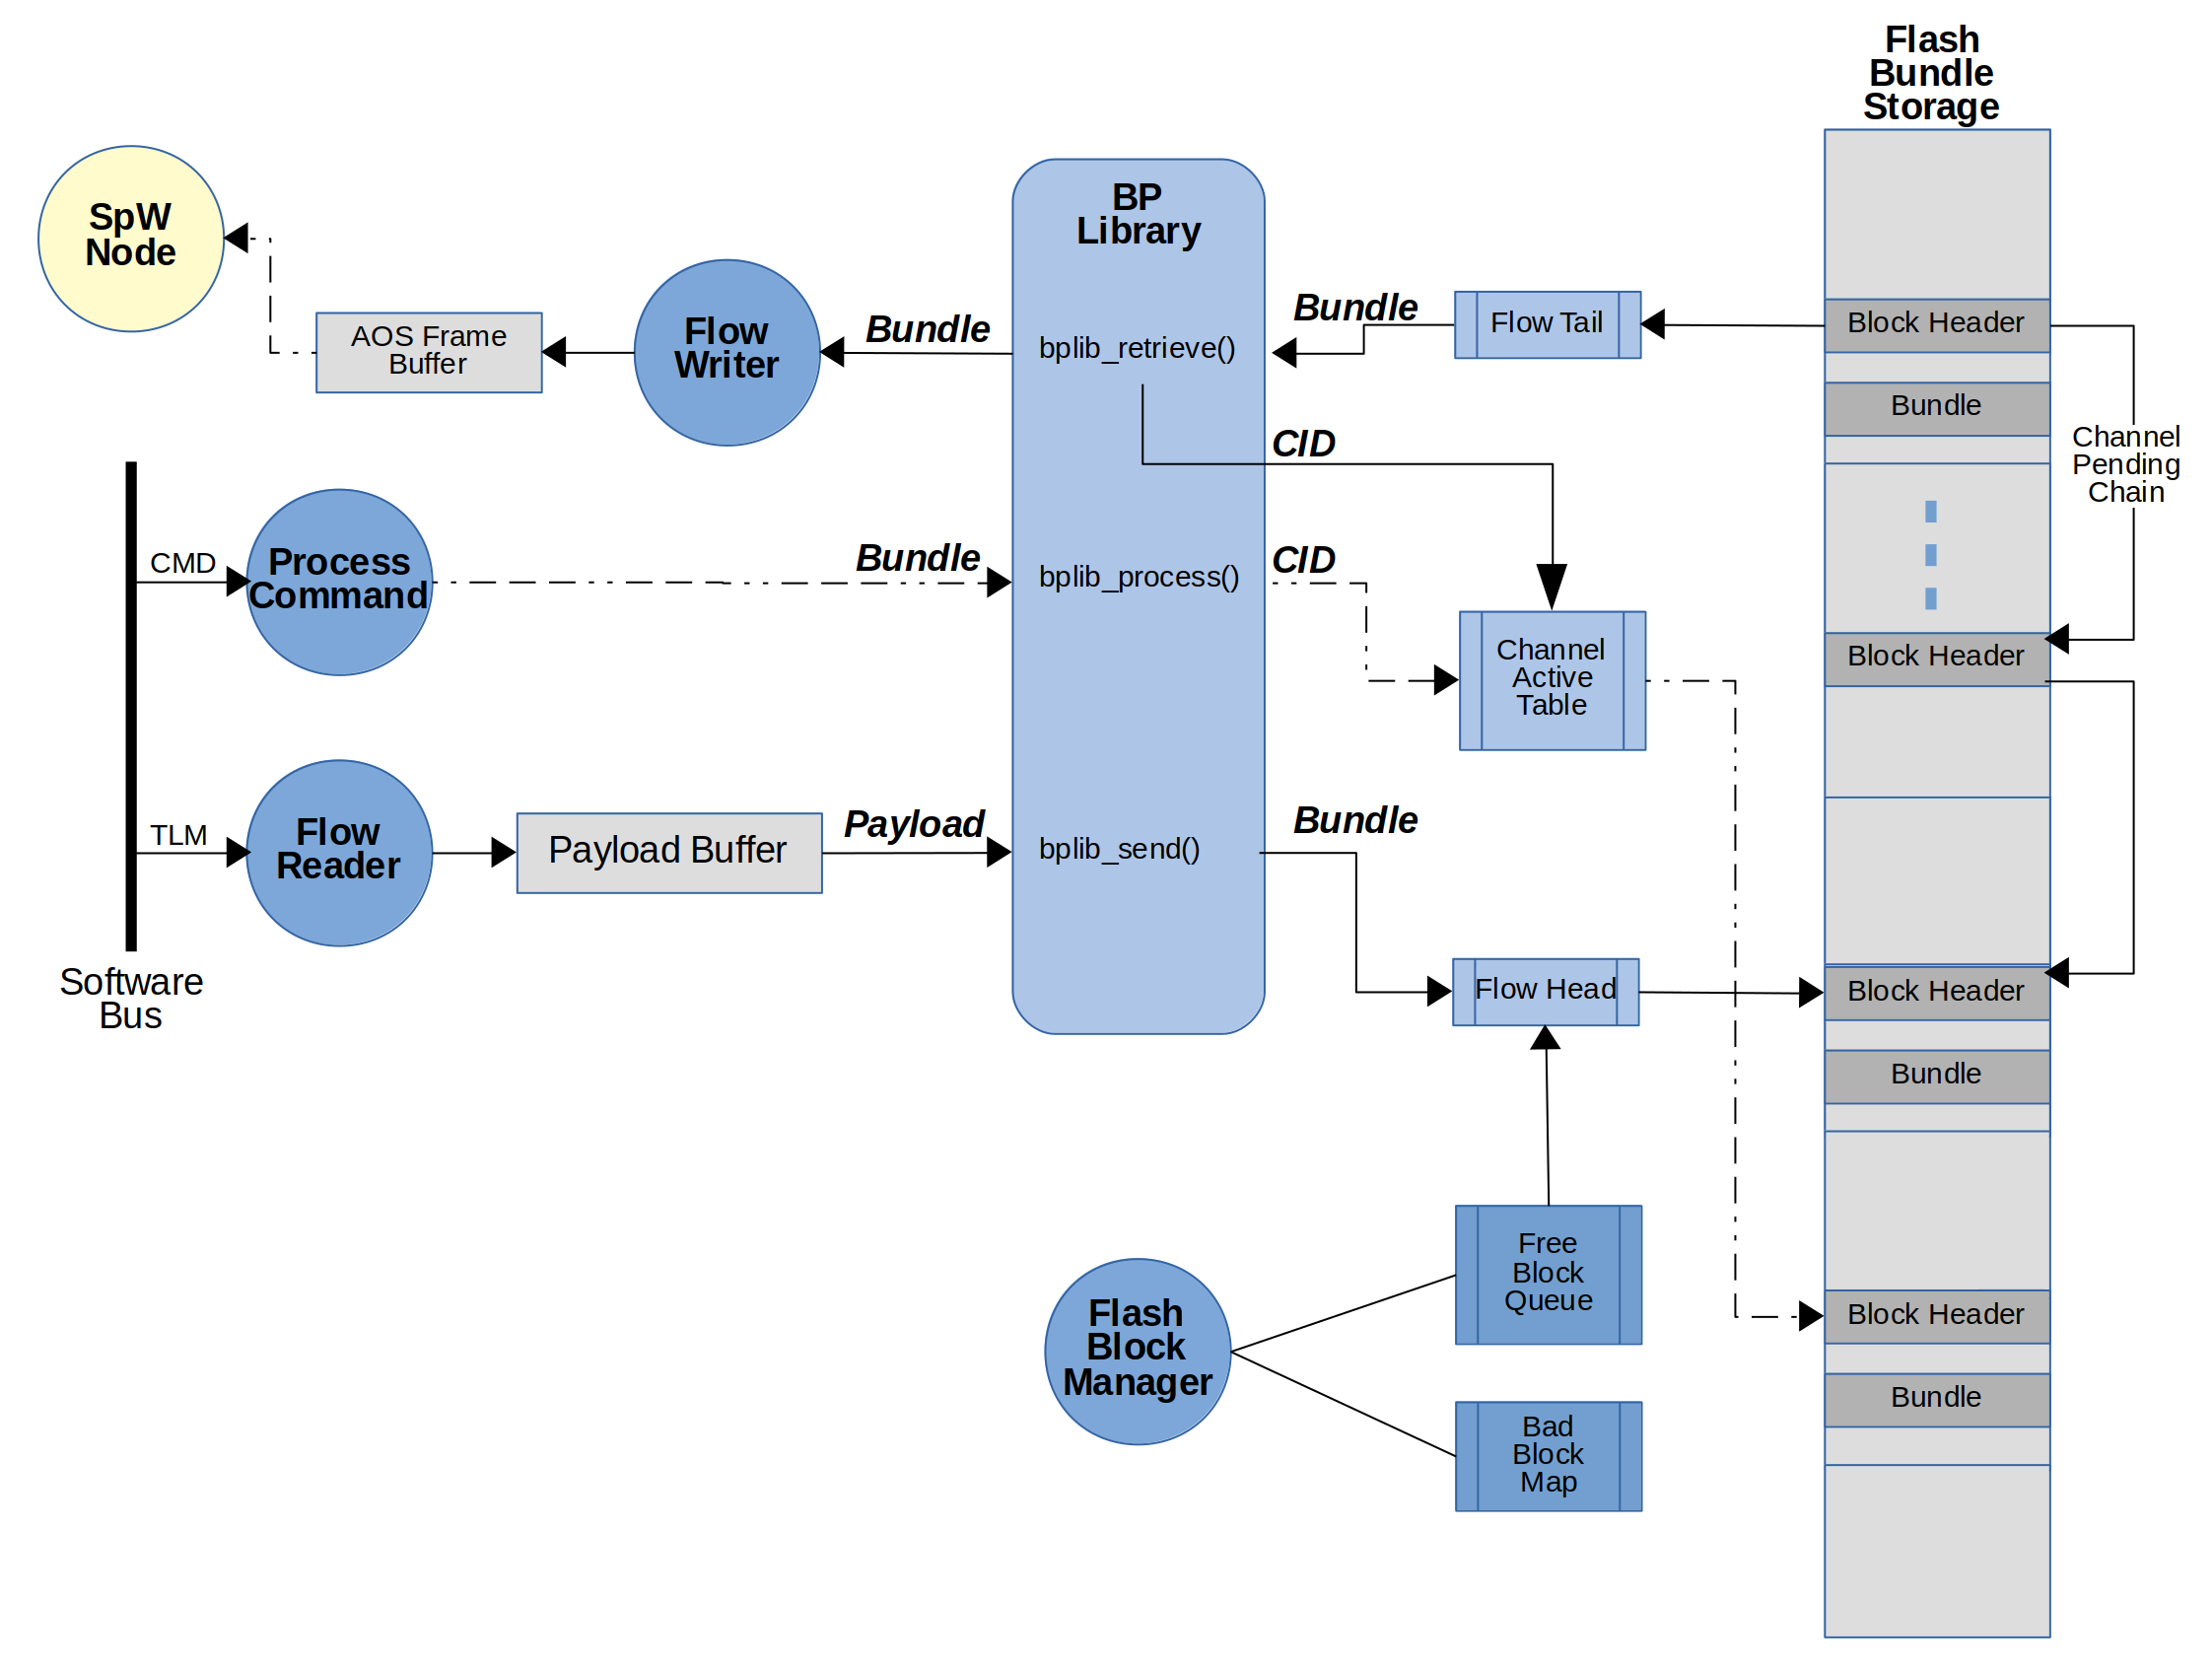 Flash
Bundle
Storage
SpW
Node
BP
Library
AOS Frame
Buffer
Flow
Writer
Bundle
bplib_retrieve()
Bundle
Flow Tail
Block Header
Bundle
Channel
Pending
Chain
CID
CMD
Process
Command
Bundle
bplib_process()
CID
Channel
Active
Table
Block Header
TLM
Flow
Reader
Payload Buffer
Payload
bplib_send()
Bundle
Software
Bus
Flow Head
Block Header
Bundle
Free
Block
Queue
Flash
Block
Manager
Block Header
Bundle
Bad
Block
Map